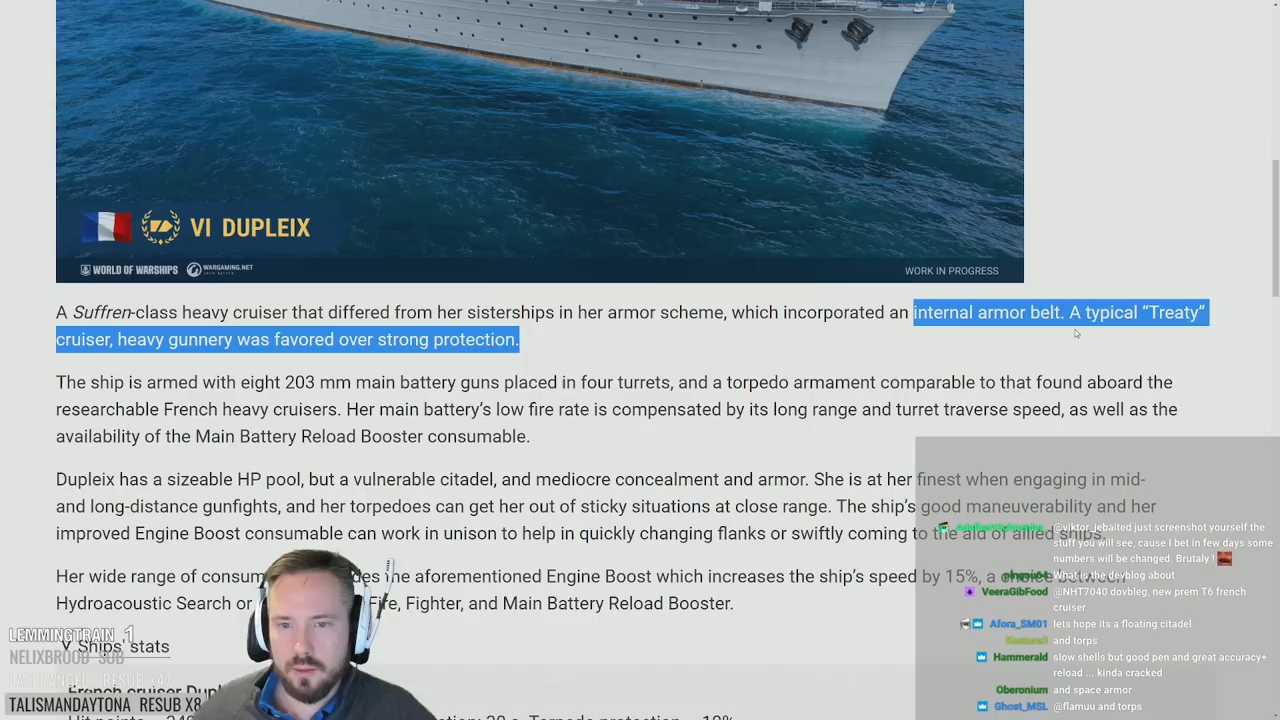 VI DUPLEIX
WORLD OF WARSHIPS
WARGAMING.NET
WORK IN PROGRESS
A Suffren-class heavy cruiser that differed from her sisterships in her armor scheme, which incorporated an internal armor belt. A typical “Treaty”
cruiser, heavy gunnery was favored over strong protection.
The ship is armed with eight 203 mm main battery guns placed in four turrets, and a torpedo armament comparable to that found aboard the
researchable French heavy cruisers. Her main battery’s low fire rate is compensated by its long range and turret traverse speed, as well as the
availability of the Main Battery Reload Booster consumable.
Dupleix has a sizeable HP pool, but a vulnerable citadel, and mediocre concealment and armor. She is at her finest when engaging in mid-
and long-distance gunfights, and her torpedoes can get her out of sticky situations at close range. The ship’s good maneuverability and her
improved Engine Boost consumable can work in unison to help in quickly changing flanks or swiftly coming to the aid of allied ships.
Her wide range of consum des the aforementioned Engine Boost which increases the ship’s speed by 15%, a choice between
Hydroacoustic Search or Fire, Fighter, and Main Battery Reload Booster.
Ships' stats
French cruiser Dupl
@viktor_jebaited just screenshot yourself the
stuff you will see, cause I bet in few days some
numbers will be changed. Brutaly !
What is the devblog about
VeeraGibFood @NHT7040 dovbleg, new prem T6 french
cruiser
Afora_SM01 lets hope its a floating citadel
and torps
Hammerald slow shells but good pen and great accuracy+
reload ... kinda cracked
Oberonium and space armor
Ghost_MSL @flamuu and torps
LEMMINGTRAIN 1
NELIXBROOD SUB
TALISMANDAYTONA RESUB X8